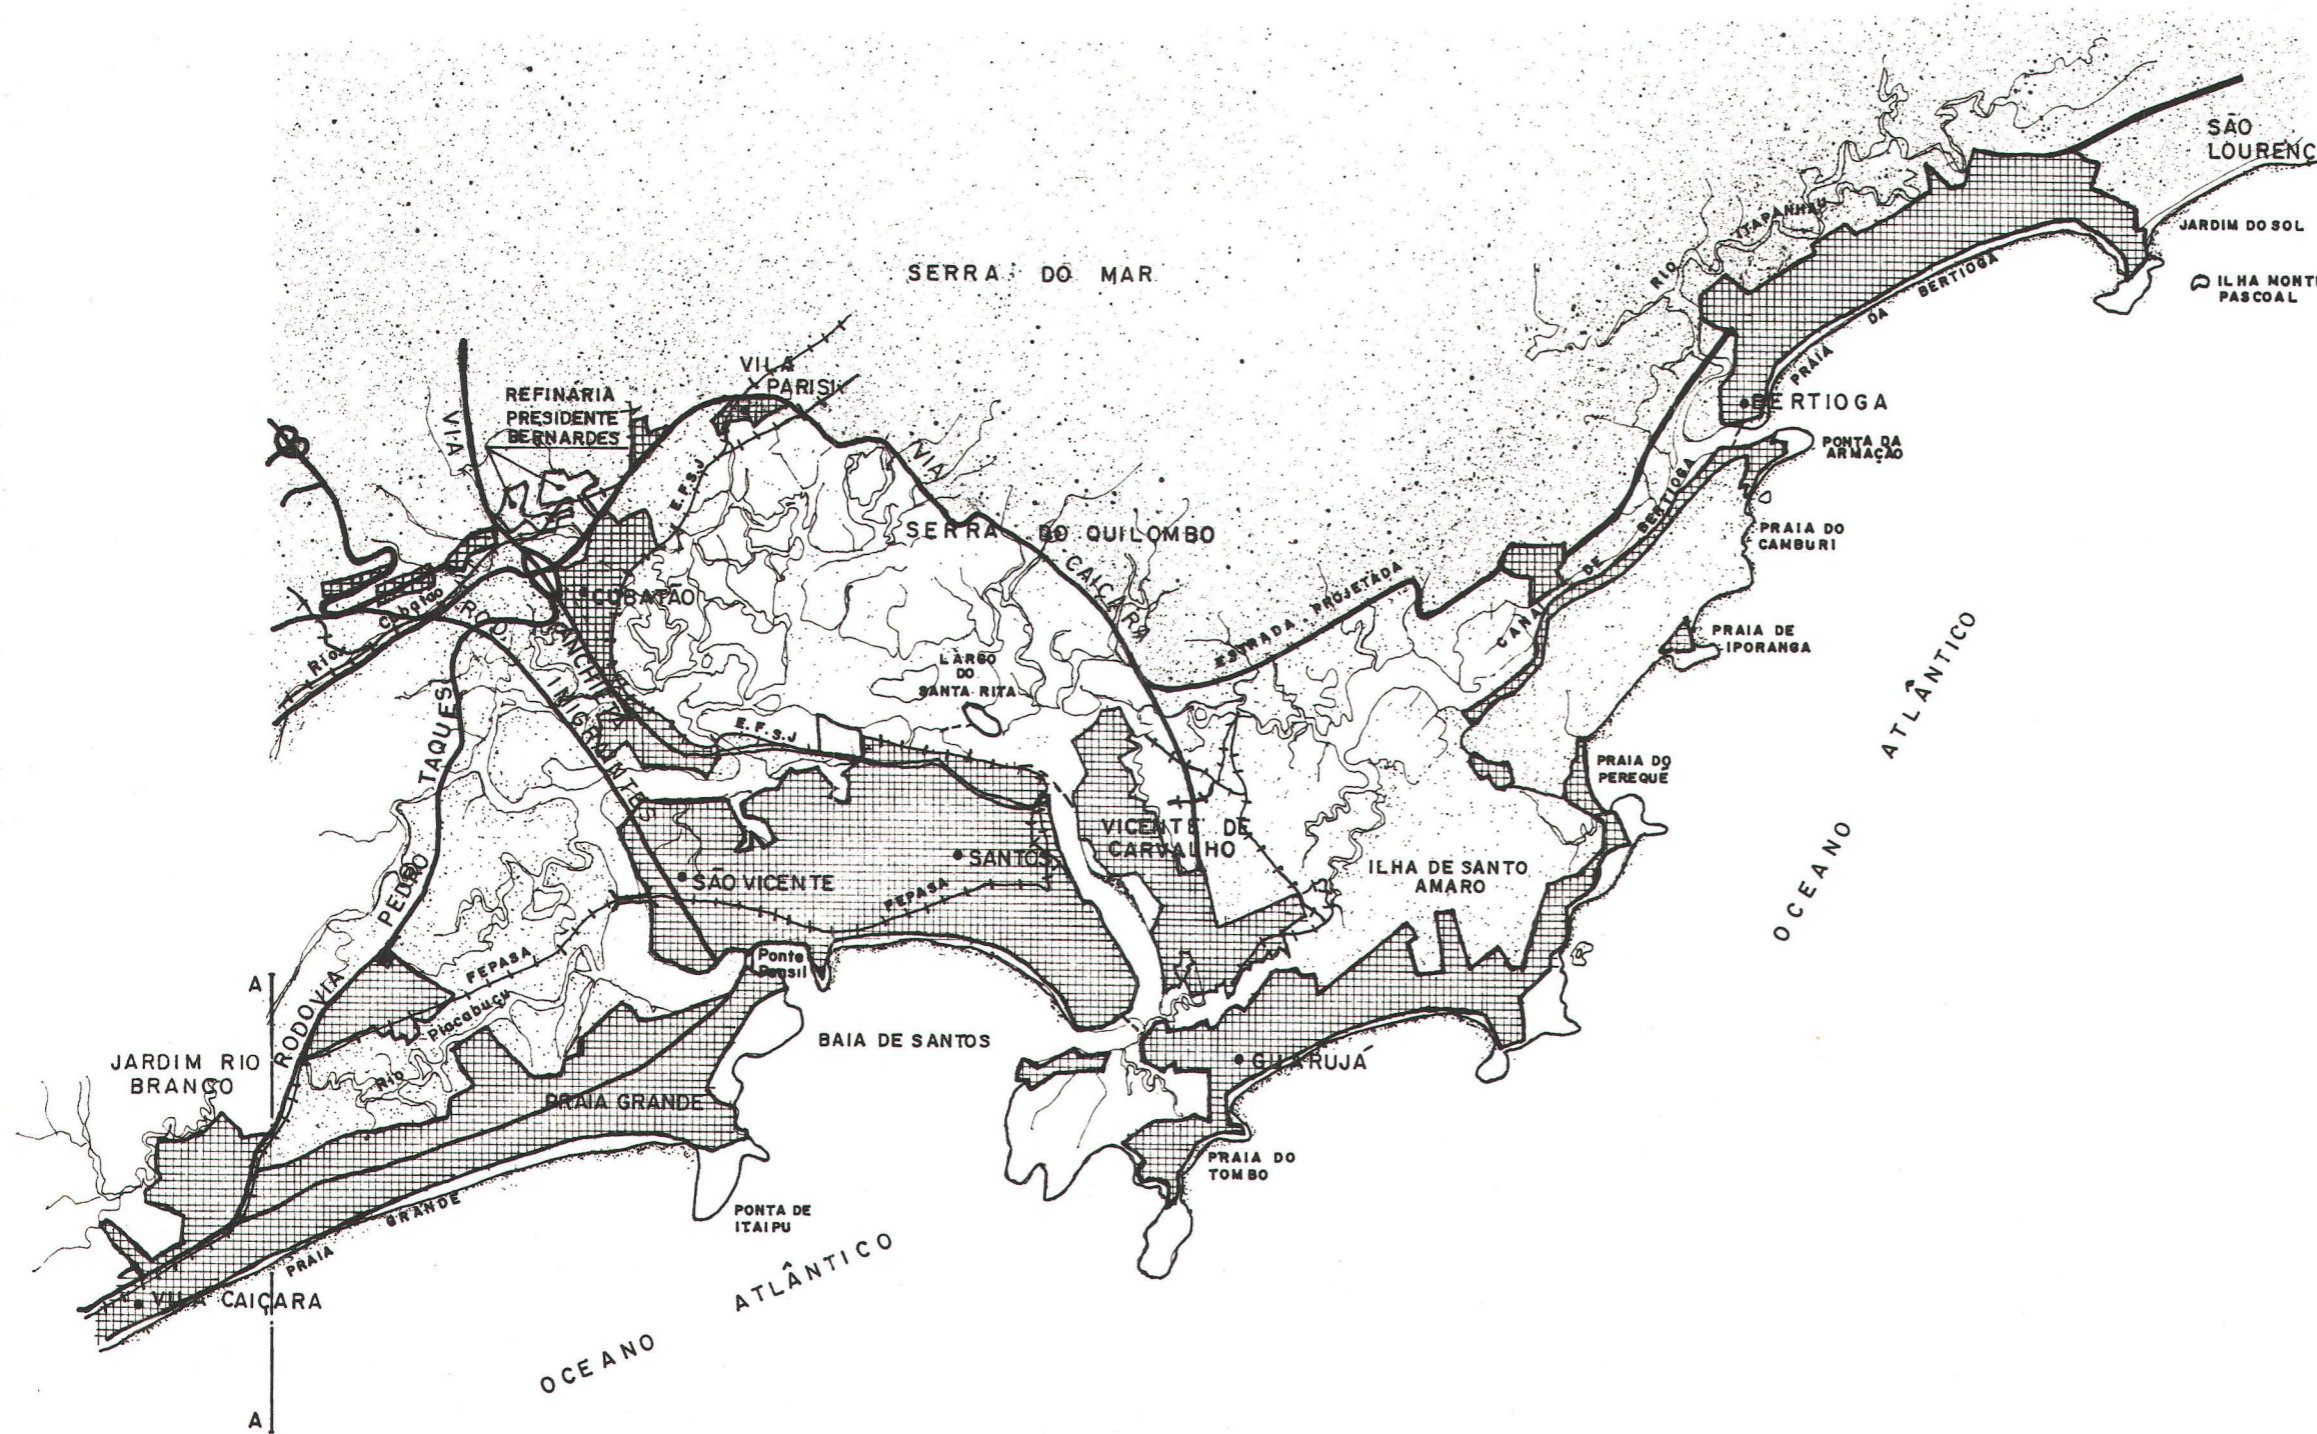 SÃO
LOURENÇ
RIO ITAPANHAU
JARDIM DO SOL
SERRA DO MAR
ILHA MONTE
PASCOAL
PRAIA DA BERTIOGA
VILA
PARISI
REFINARIA
PRESIDENTE
BERNARDES
BERTIOGA
VIA
PONTA DA
ARMAÇÃO
E.F.S.J
VIA CAIÇARA
SERRA DO QUILOMBO
CANAL DE BERTIOGA
PRAIA DO
CAMBURI
ESTRADA PROJETADA
CUBATÃO
Rio Cubatão
ROD. IMIGRANTES
ANCHIETA
PRAIA DE
IPORANGA
LARGO
DO
SANTA RITA
OCEANO ATLÂNTICO
E.F.S.J
RODOVIA PEDRO TAQUES
PRAIA DO
PEREQUÊ
VICENTE DE
CARVALHO
SANTOS
SÃO VICENTE
ILHA DE SANTO
AMARO
FEPASA
FEPASA
Ponte
Pensil
A
Rio Piacabuçu
BAIA DE SANTOS
JARDIM RIO
BRANCO
GUARUJÁ
PRAIA GRANDE
PRAIA DO
TOMBO
PRAIA GRANDE
PONTA DE
ITAIPU
VILA CAIÇARA
OCEANO ATLÂNTICO
A